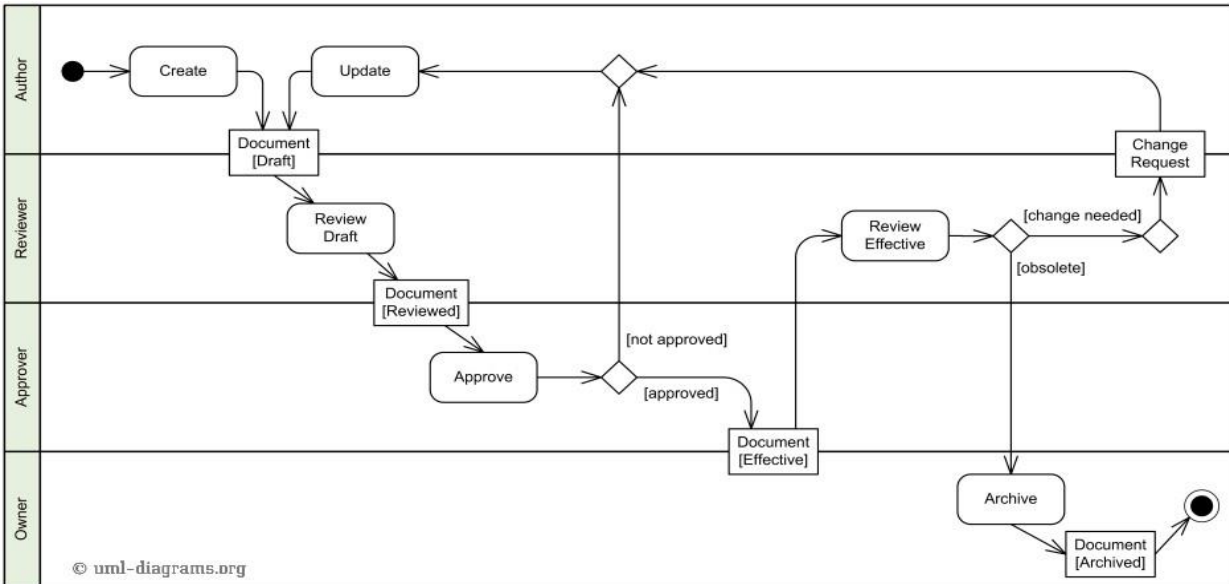 Author
Create
Update
Document
[Draft]
Change
Request
Reviewer
Review
Draft
Review
Effective
[change needed]
[obsolete]
Document
[Reviewed]
Approver
[not approved]
Approve
[approved]
Document
[Effective]
Owner
Archive
Document
[Archived]
© uml-diagrams.org